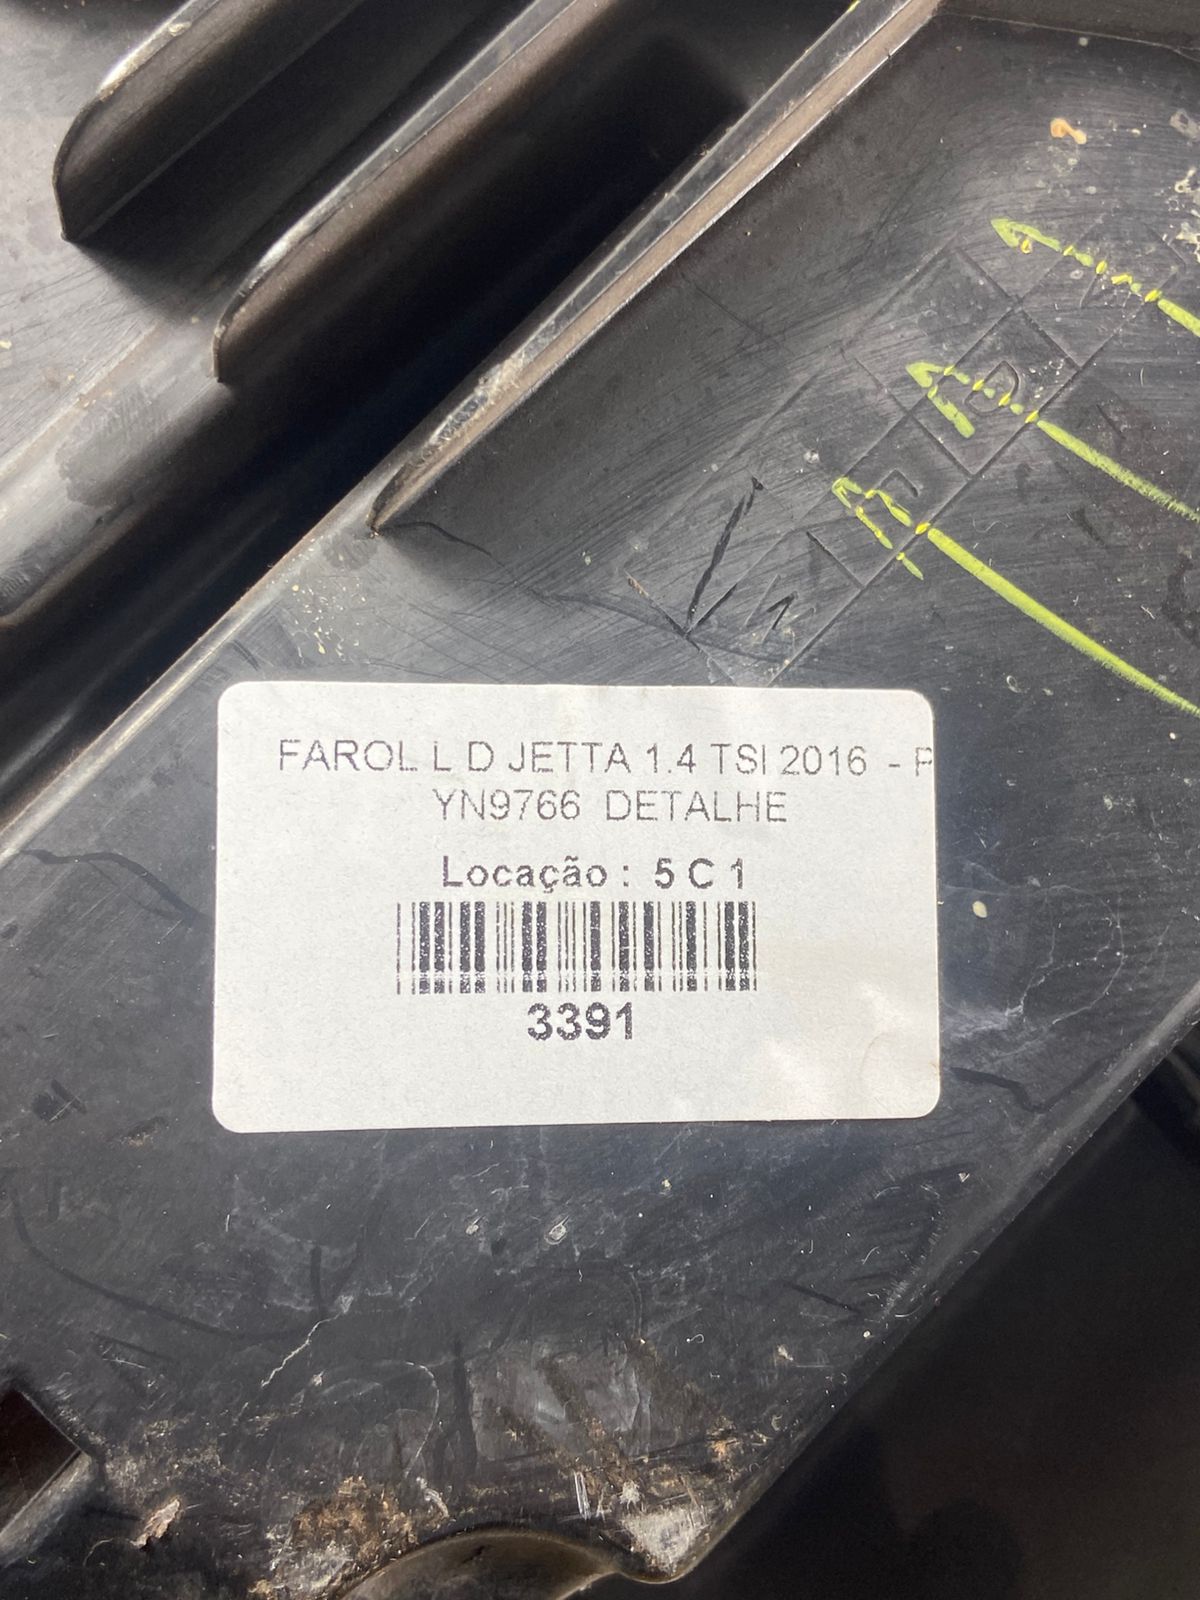 FAROL L D JETTA 1.4 TSI 2016 - P
YN9766 DETALHE
Locação : 5 C 1
3391